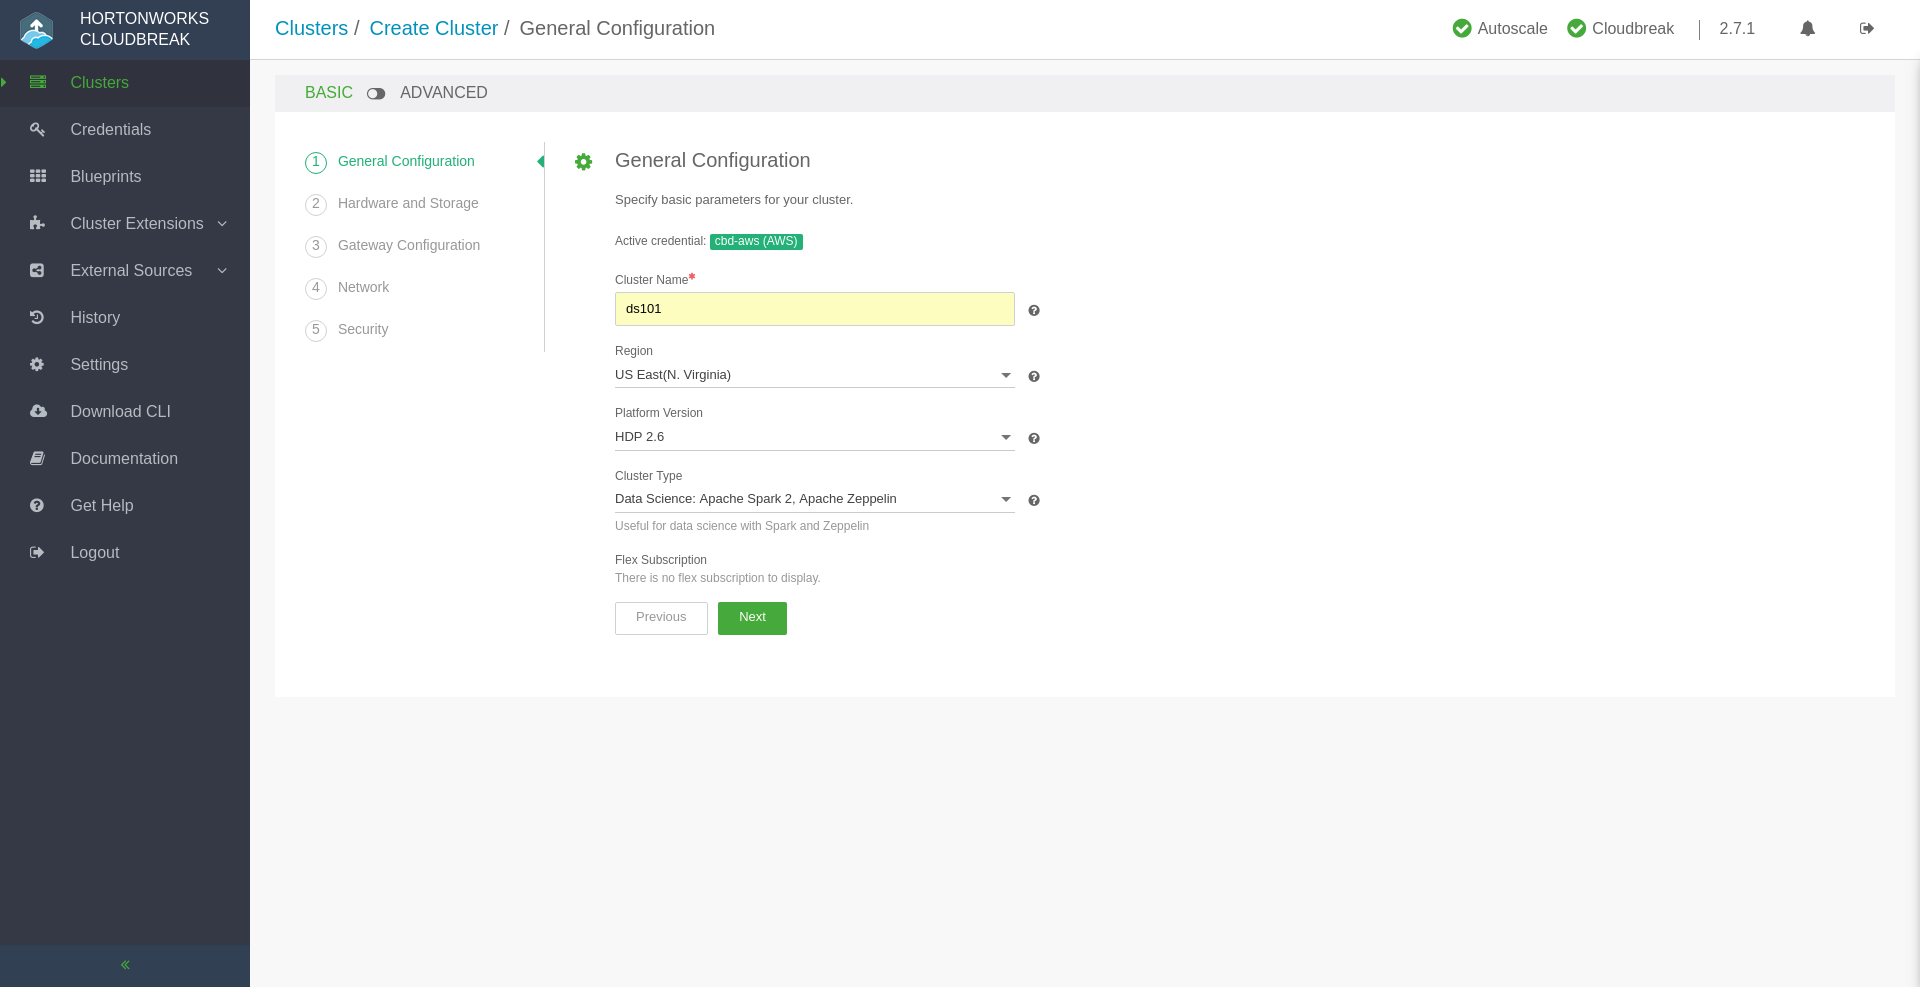 HORTONWORKS
CLOUDBREAK
Clusters / Create Cluster / General Configuration
Autoscale Cloudbreak 2.7.1
Clusters
Credentials
Blueprints
Cluster Extensions
External Sources
History
Settings
Download CLI
Documentation
Get Help
Logout
BASIC ADVANCED
1 General Configuration
2 Hardware and Storage
3 Gateway Configuration
4 Network
5 Security
General Configuration
Specify basic parameters for your cluster.
Active credential: cbd-aws (AWS)
Cluster Name*
ds101
Region
US East(N. Virginia)
Platform Version
HDP 2.6
Cluster Type
Data Science: Apache Spark 2, Apache Zeppelin
Useful for data science with Spark and Zeppelin
Flex Subscription
There is no flex subscription to display.
Previous Next